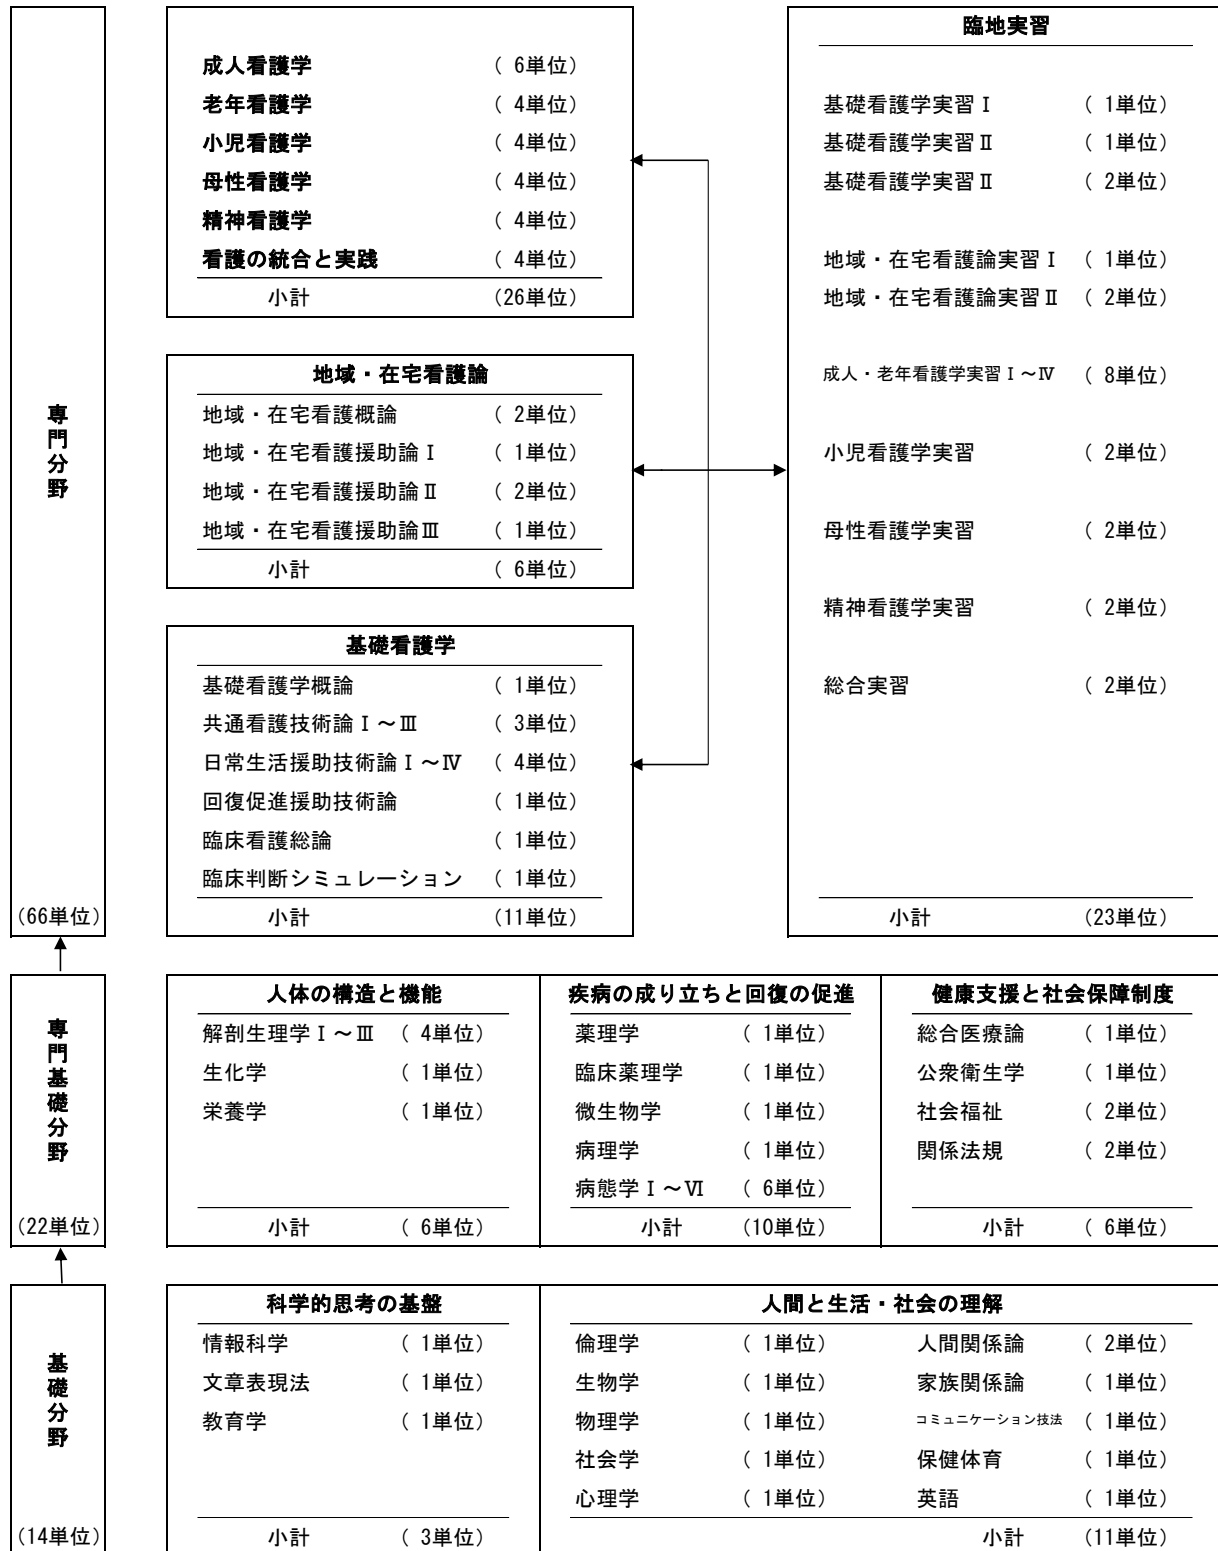 専門分野
(66単位)
成人看護学 ( 6単位)
老年看護学 ( 4単位)
小児看護学 ( 4単位)
母性看護学 ( 4単位)
精神看護学 ( 4単位)
看護の統合と実践 ( 4単位)
小計 (26単位)
地域・在宅看護論
地域・在宅看護概論 ( 2単位)
地域・在宅看護援助論Ⅰ ( 1単位)
地域・在宅看護援助論Ⅱ ( 2単位)
地域・在宅看護援助論Ⅲ ( 1単位)
小計 ( 6単位)
基礎看護学
基礎看護学概論 ( 1単位)
共通看護技術論Ⅰ～Ⅲ ( 3単位)
日常生活援助技術論Ⅰ～Ⅳ ( 4単位)
回復促進援助技術論 ( 1単位)
臨床看護総論 ( 1単位)
臨床判断シミュレーション ( 1単位)
小計 (11単位)
臨地実習
基礎看護学実習Ⅰ ( 1単位)
基礎看護学実習Ⅱ ( 1単位)
基礎看護学実習Ⅱ ( 2単位)
地域・在宅看護論実習Ⅰ ( 1単位)
地域・在宅看護論実習Ⅱ ( 2単位)
成人・老年看護学実習Ⅰ～Ⅳ ( 8単位)
小児看護学実習 ( 2単位)
母性看護学実習 ( 2単位)
精神看護学実習 ( 2単位)
総合実習 ( 2単位)
小計 (23単位)
専門基礎分野
(22単位)
人体の構造と機能
解剖生理学Ⅰ～Ⅲ ( 4単位)
生化学 ( 1単位)
栄養学 ( 1単位)
小計 ( 6単位)
疾病の成り立ちと回復の促進
薬理学 ( 1単位)
臨床薬理学 ( 1単位)
微生物学 ( 1単位)
病理学 ( 1単位)
病態学Ⅰ～Ⅵ ( 6単位)
小計 (10単位)
健康支援と社会保障制度
総合医療論 ( 1単位)
公衆衛生学 ( 1単位)
社会福祉 ( 2単位)
関係法規 ( 2単位)
小計 ( 6単位)
基礎分野
(14単位)
科学的思考の基盤
情報科学 ( 1単位)
文章表現法 ( 1単位)
教育学 ( 1単位)
小計 ( 3単位)
人間と生活・社会の理解
倫理学 ( 1単位) 人間関係論 ( 2単位)
生物学 ( 1単位) 家族関係論 ( 1単位)
物理学 ( 1単位) コミュニケーション技法 ( 1単位)
社会学 ( 1単位) 保健体育 ( 1単位)
心理学 ( 1単位) 英語 ( 1単位)
小計 (11単位)